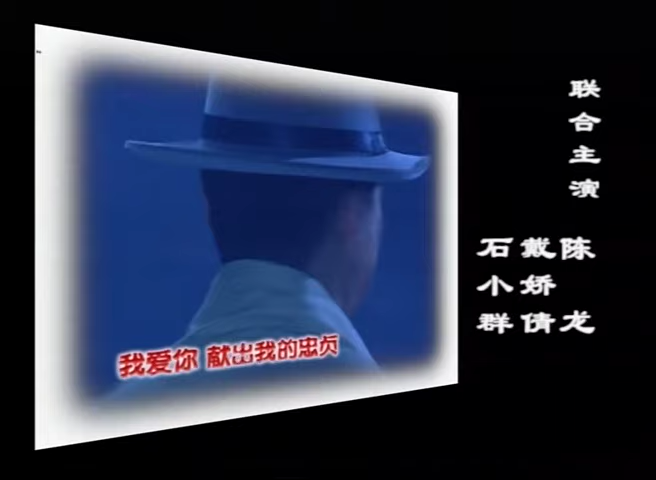 联合主演
陈龙
戴娇倩
石小群
我爱你 献出我的忠贞